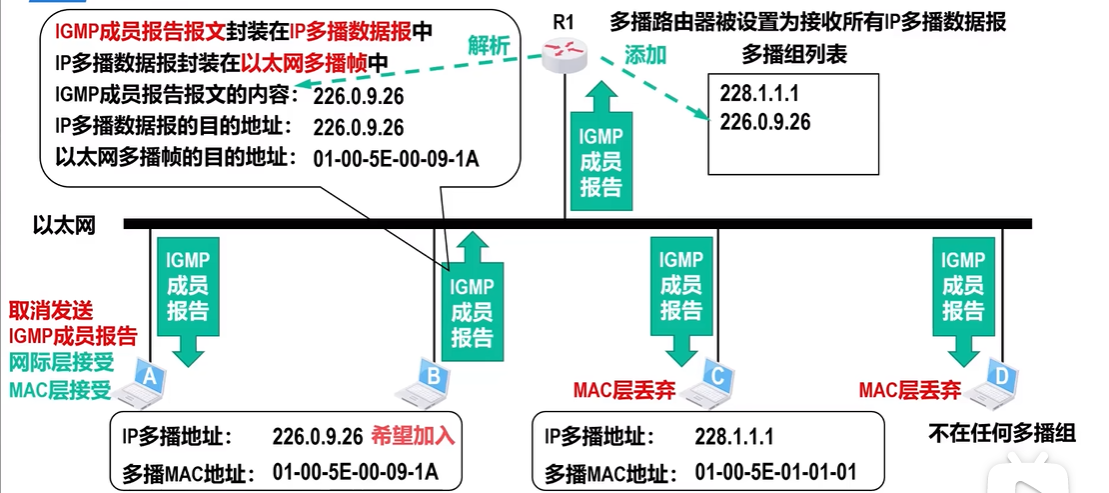 IGMP成员报告报文封装在IP多播数据报中
IP多播数据报封装在以太网多播帧中
IGMP成员报告报文的内容： 226.0.9.26
IP多播数据报的目的地址： 226.0.9.26
以太网多播帧的目的地址： 01-00-5E-00-09-1A
解析
R1
添加
多播路由器被设置为接收所有IP多播数据报
多播组列表
228.1.1.1
226.0.9.26
IGMP
成员
报告
以太网
IGMP
成员
报告
IGMP
成员
报告
IGMP
成员
报告
IGMP
成员
报告
取消发送
IGMP成员报告
网际层接受
MAC层接受
A
B
MAC层丢弃
C
MAC层丢弃
D
IP多播地址： 226.0.9.26 希望加入
多播MAC地址： 01-00-5E-00-09-1A
IP多播地址： 228.1.1.1
多播MAC地址： 01-00-5E-01-01-01
不在任何多播组